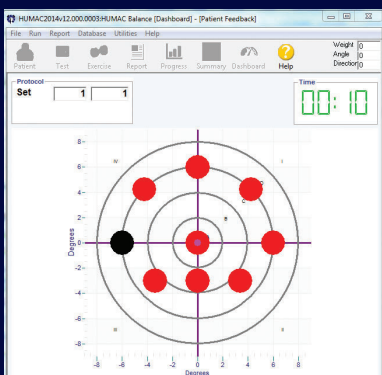 HUMAC2014v12.000.0003:HUMAC Balance [Dashboard] - [Patient Feedback]
File Run Report Database Utilities Help
Patient Test Exercise Report Progress Summary Dashboard Help
Weight 0
Angle 0
Direction 0
Protocol
Set 1 1
Time
00:10
8
6
4
2
0
-2
-4
-6
-8
Degrees
IV
I
C
B
III
II
-8 -6 -4 -2 0 2 4 6 8
Degrees